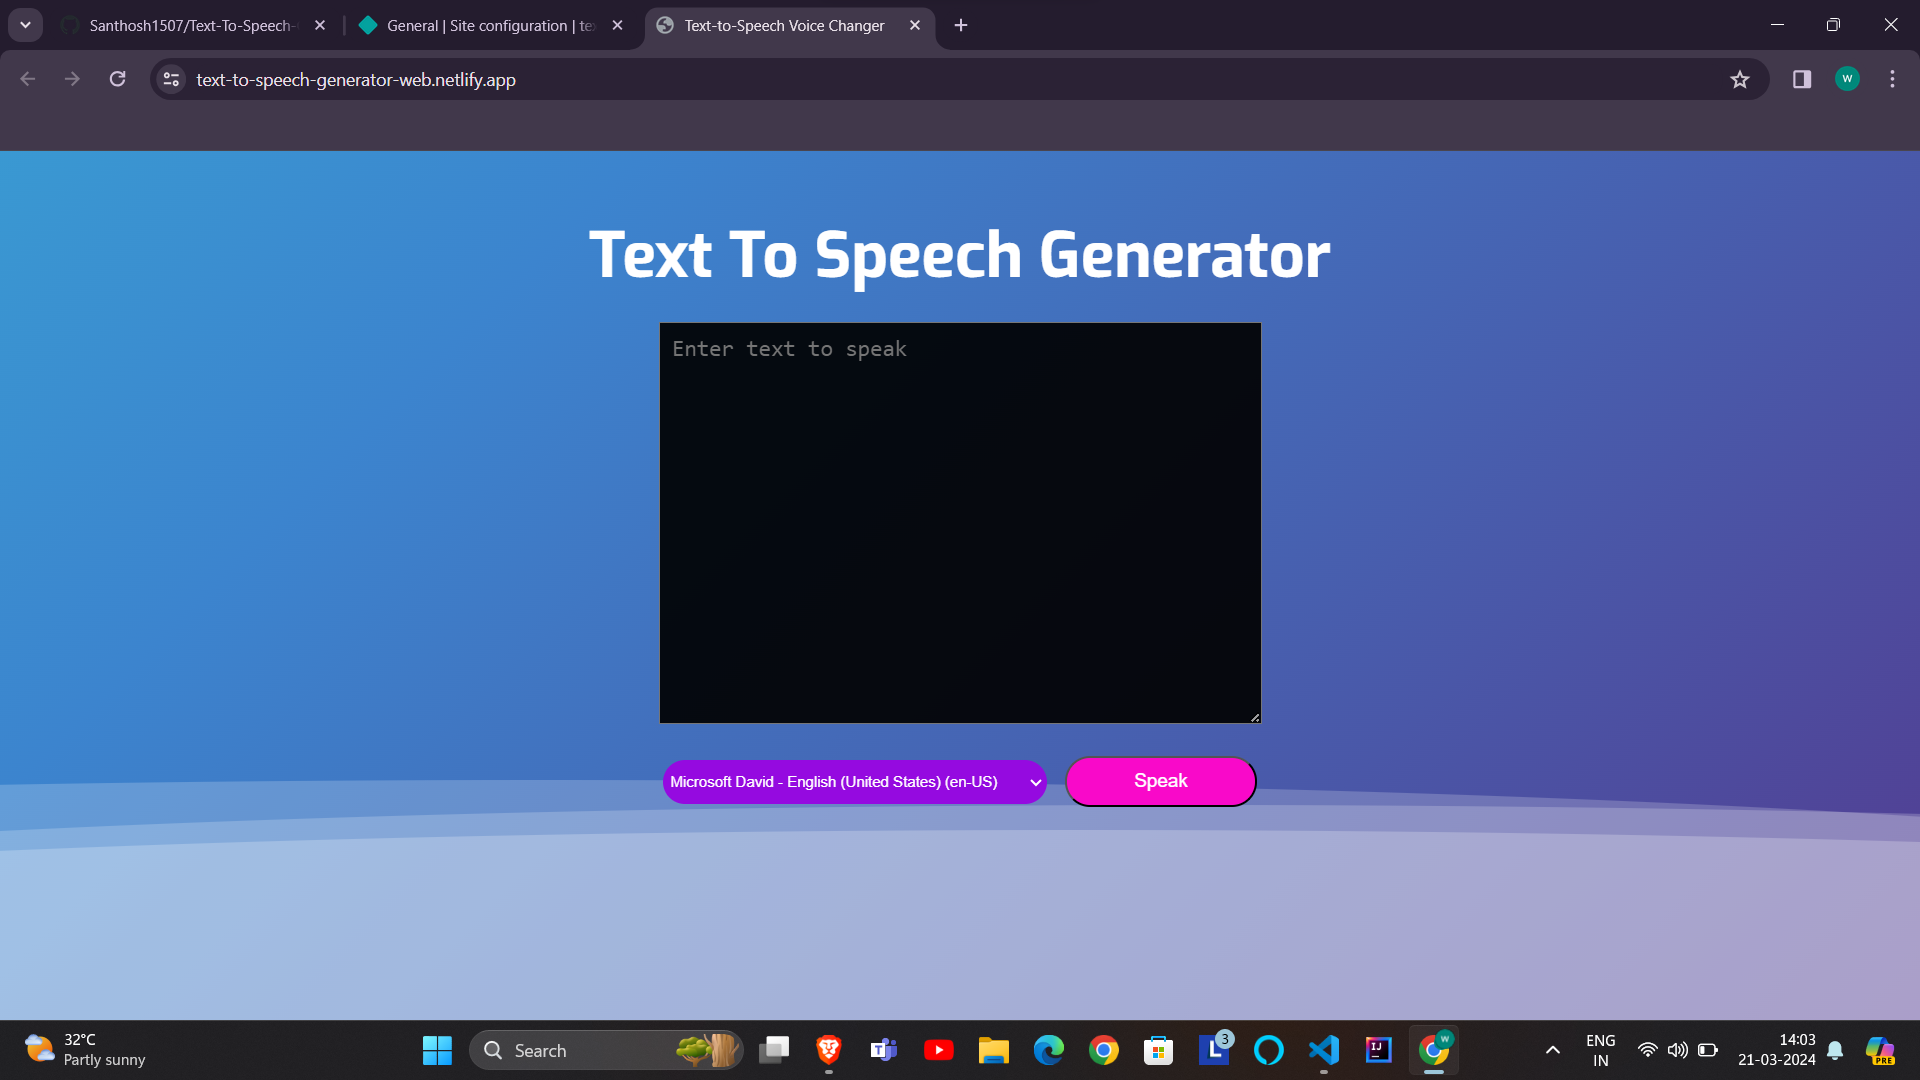 Santhosh1507/Text-To-Speech-
General | Site configuration | te
Text-to-Speech Voice Changer
text-to-speech-generator-web.netlify.app
W
Text To Speech Generator
Enter text to speak
Microsoft David - English (United States) (en-US)
Speak
32°C
Partly sunny
Search
T
L
3
IJ
W
ENG
IN
14:03
21-03-2024
PRE